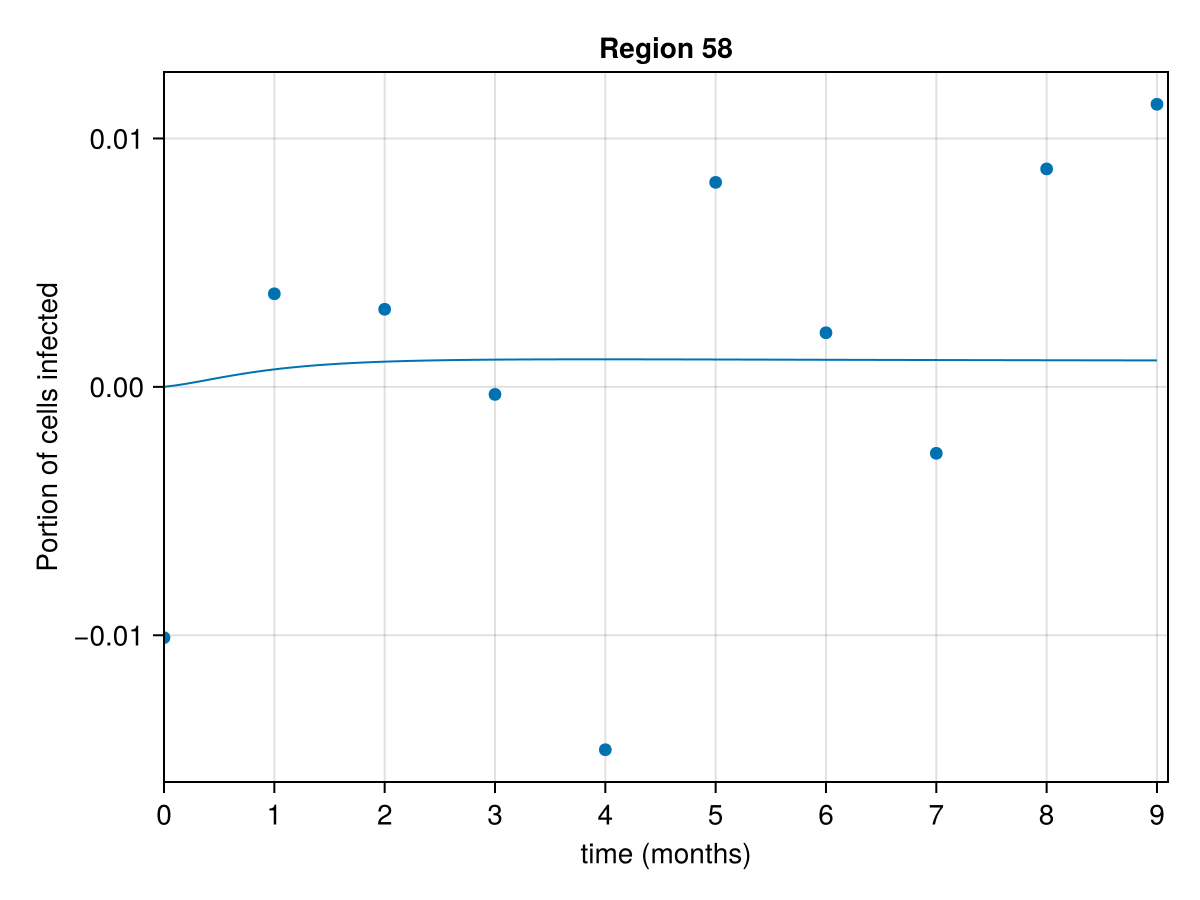 Region 58
Portion of cells infected
0.01
0.00
−0.01
0 1 2 3 4 5 6 7 8 9
time (months)